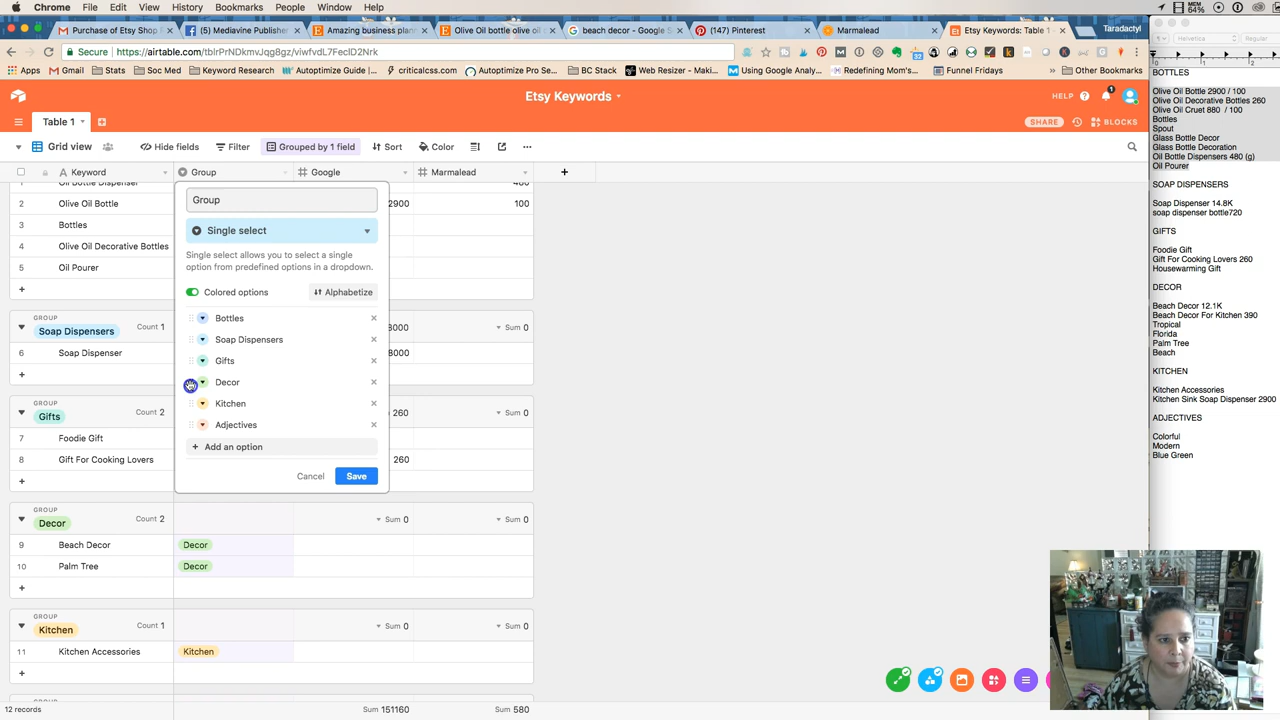 Chrome File Edit View History Bookmarks People Window Help
MEM 64%
Purchase of Etsy Shop
(5) Mediavine Publisher
Amazing business plan
Olive Oil bottle olive oil
beach decor - Google S
(147) Pinterest
Marmalead
Etsy Keywords: Table 1
Taradactyl
Secure https://airtable.com/tblrPrNDkmvJqg8gz/viwfvdL7FeclD2Nrk
Apps Gmail Stats Soc Med Keyword Research Autoptimize Guide | criticalcss.com Autoptimize Pro Se... BC Stack Web Resizer - Maki... Using Google Analy... Redefining Mom's... Funnel Fridays Other Bookmarks
Etsy Keywords
HELP
1
Table 1
SHARE
BLOCKS
Grid view Hide fields Filter Grouped by 1 field Sort Color
Keyword Group Google Marmalead
Oil Bottle Dispenser 480
2 Olive Oil Bottle 2900 100
3 Bottles
4 Olive Oil Decorative Bottles
5 Oil Pourer
GROUP
Soap Dispensers Count 1 8000 Sum 0
6 Soap Dispenser 8000
GROUP
Gifts Count 2 260 Sum 0
7 Foodie Gift
8 Gift For Cooking Lovers 260
GROUP
Decor Count 2 Sum 0 Sum 0
9 Beach Decor Decor
10 Palm Tree Decor
GROUP
Kitchen Count 1 Sum 0 Sum 0
11 Kitchen Accessories Kitchen
GROUP
12 records Sum 151160 Sum 580
Group
Single select
Single select allows you to select a single
option from predefined options in a dropdown.
Colored options Alphabetize
Bottles
Soap Dispensers
Gifts
Decor
Kitchen
Adjectives
+ Add an option
Cancel Save
Helvetica Regular
0 1 2
BOTTLES
Olive Oil Bottle 2900 / 100
Olive Oil Decorative Bottles 260
Olive Oil Cruet 880 / 100
Bottles
Spout
Glass Bottle Decor
Glass Bottle Decoration
Oil Bottle Dispensers 480 (g)
Oil Pourer
SOAP DISPENSERS
Soap Dispenser 14.8K
soap dispenser bottle720
GIFTS
Foodie Gift
Gift For Cooking Lovers 260
Housewarming Gift
DECOR
Beach Decor 12.1K
Beach Decor For Kitchen 390
Tropical
Florida
Palm Tree
Beach
KITCHEN
Kitchen Accessories
Kitchen Sink Soap Dispenser 2900
ADJECTIVES
Colorful
Modern
Blue Green